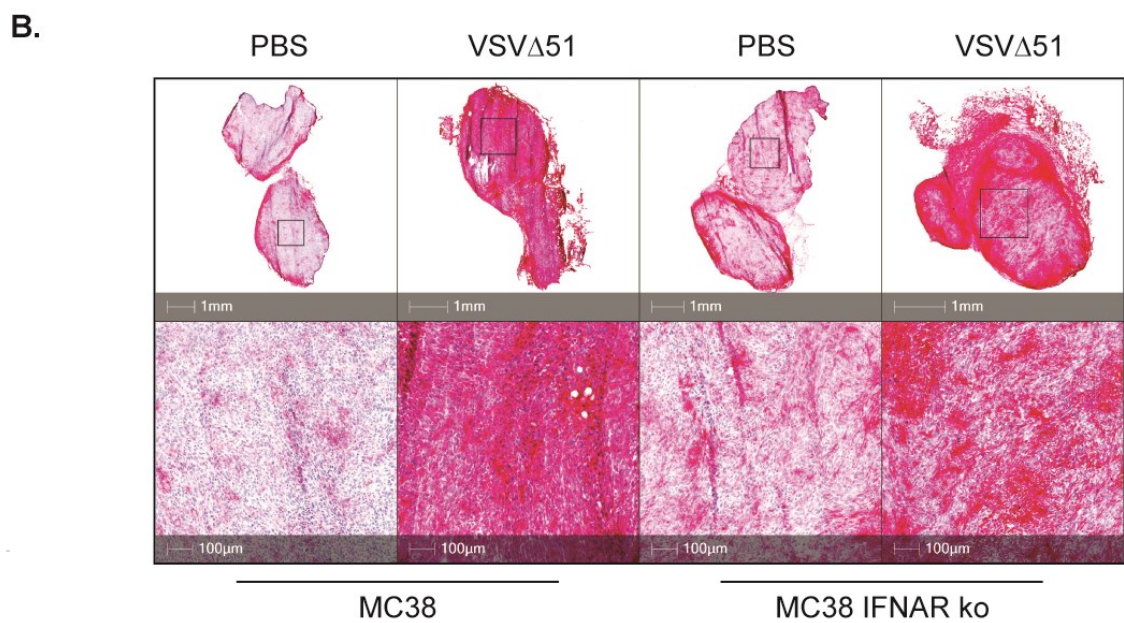 B.
PBS VSVΔ51 PBS VSVΔ51
1mm 1mm 1mm 1mm
100μm 100μm 100μm 100μm
MC38 MC38 IFNAR ko